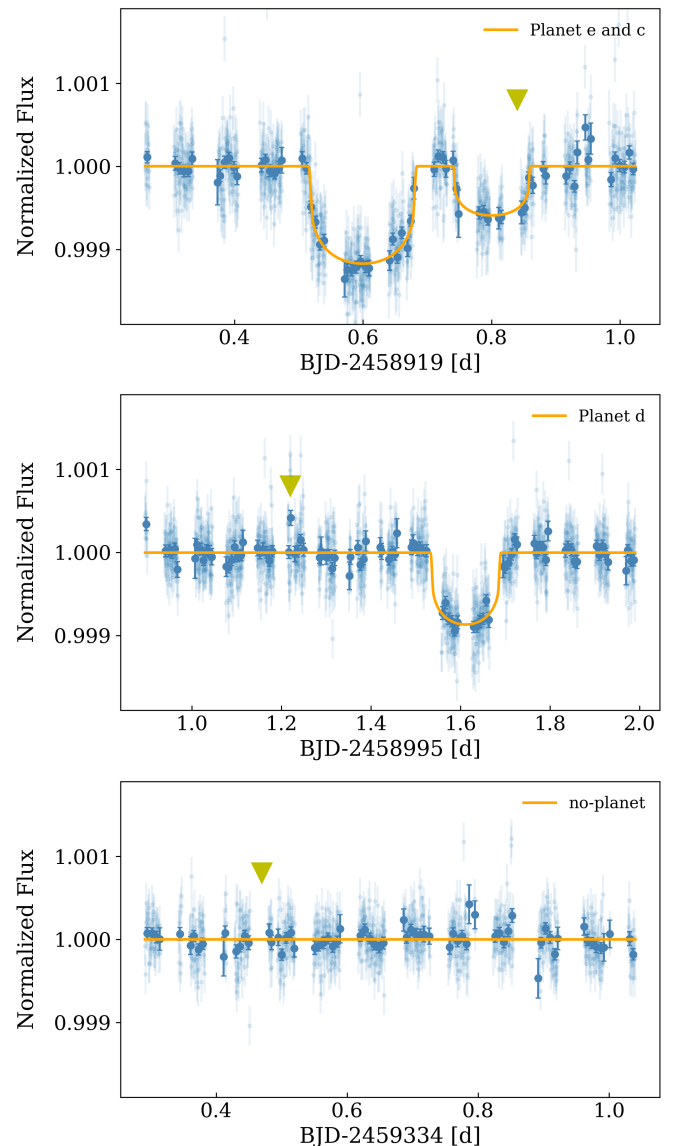 Planet e and c
1.001
1.000
0.999
Normalized Flux
0.4 0.6 0.8 1.0
BJD-2458919 [d]
Planet d
1.001
1.000
0.999
Normalized Flux
1.0 1.2 1.4 1.6 1.8 2.0
BJD-2458995 [d]
no-planet
1.001
1.000
0.999
Normalized Flux
0.4 0.6 0.8 1.0
BJD-2459334 [d]